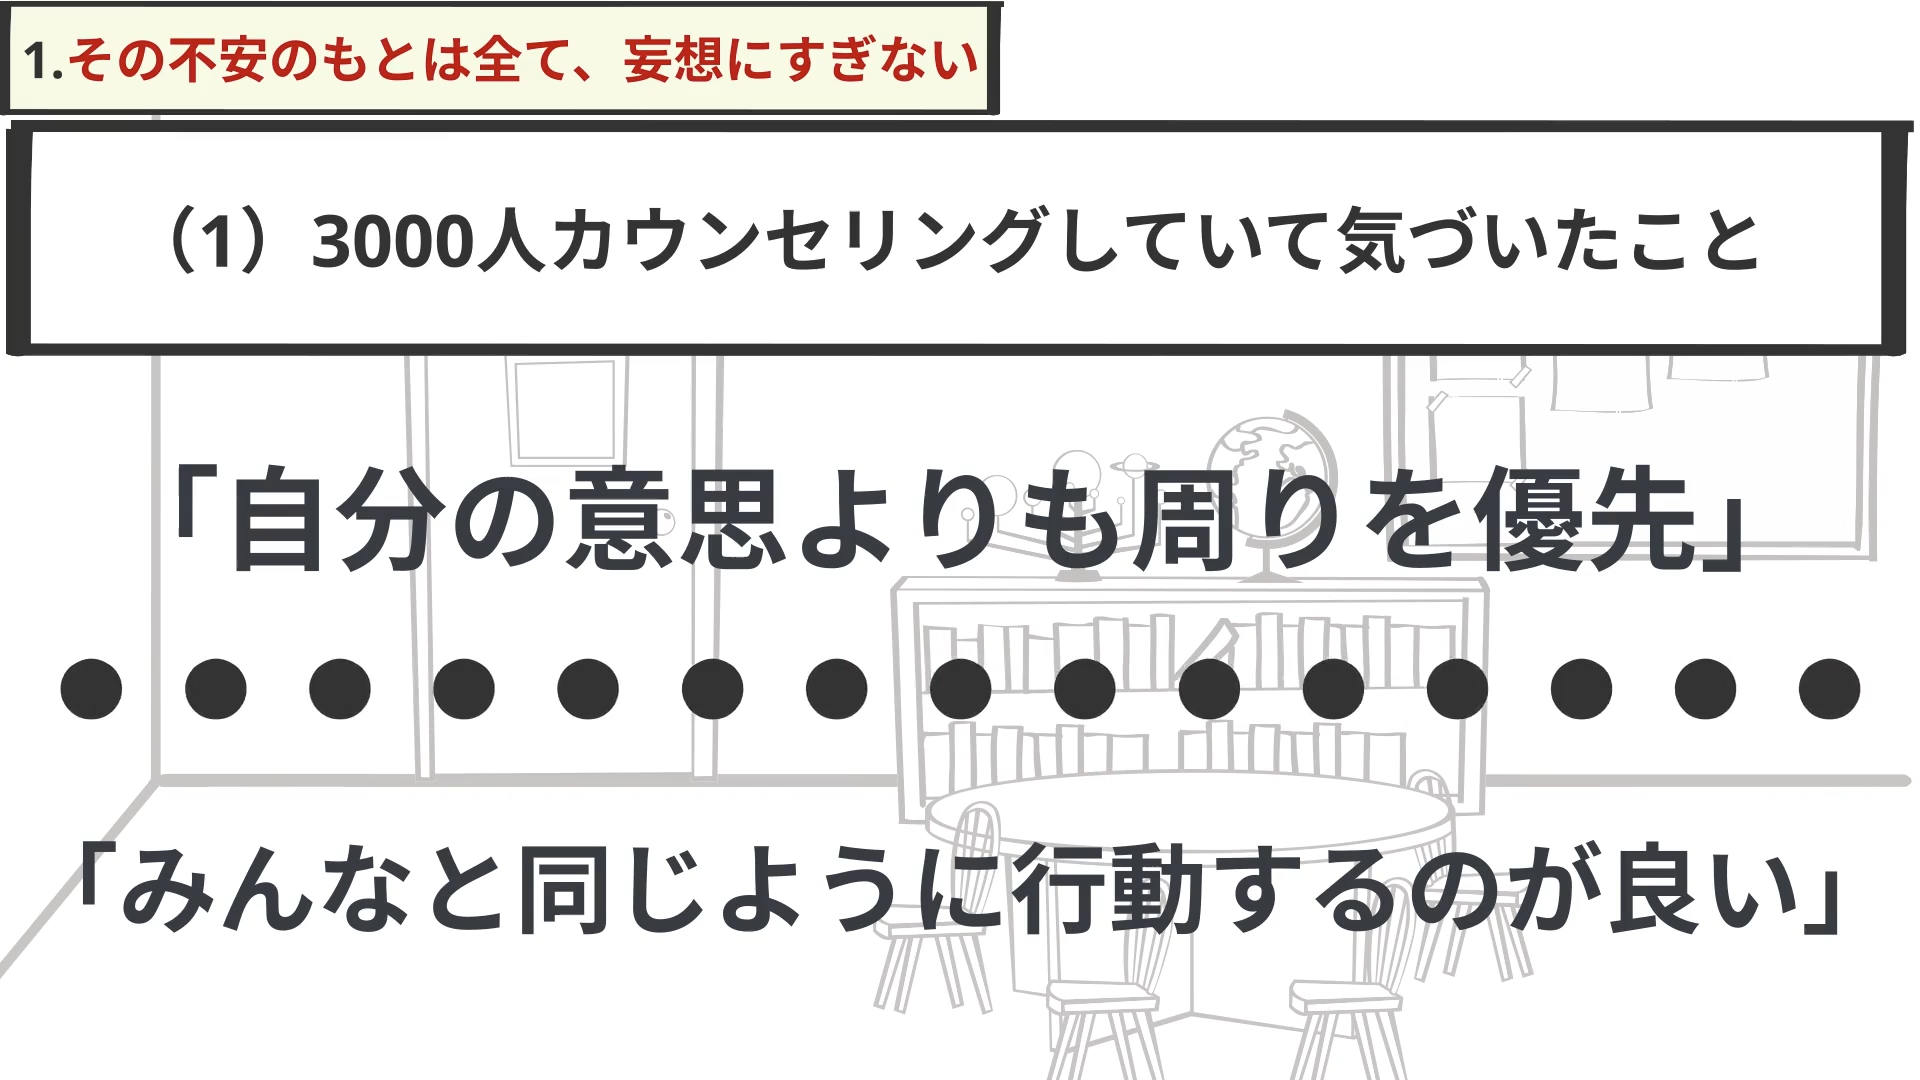 1.その不安のもとは全て、妄想にすぎない
（1）3000人カウンセリングしていて気づいたこと
「自分の意思よりも周りを優先」
「みんなと同じように行動するのが良い」